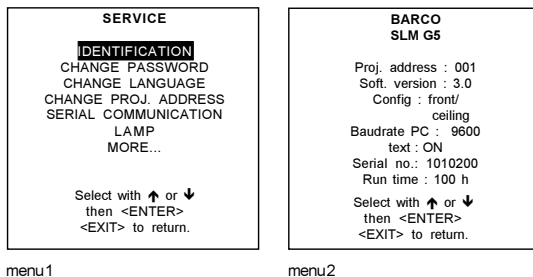 SERVICE
IDENTIFICATION
CHANGE PASSWORD
CHANGE LANGUAGE
CHANGE PROJ. ADDRESS
SERIAL COMMUNICATION
LAMP
MORE...
Select with ↑ or ↓
then <ENTER>
<EXIT> to return.
menu1
BARCO
SLM G5
Proj. address : 001
Soft. version : 3.0
Config : front/
ceiling
Baudrate PC : 9600
text : ON
Serial no.: 1010200
Run time : 100 h
Select with ↑ or ↓
then <ENTER>
<EXIT> to return.
menu2